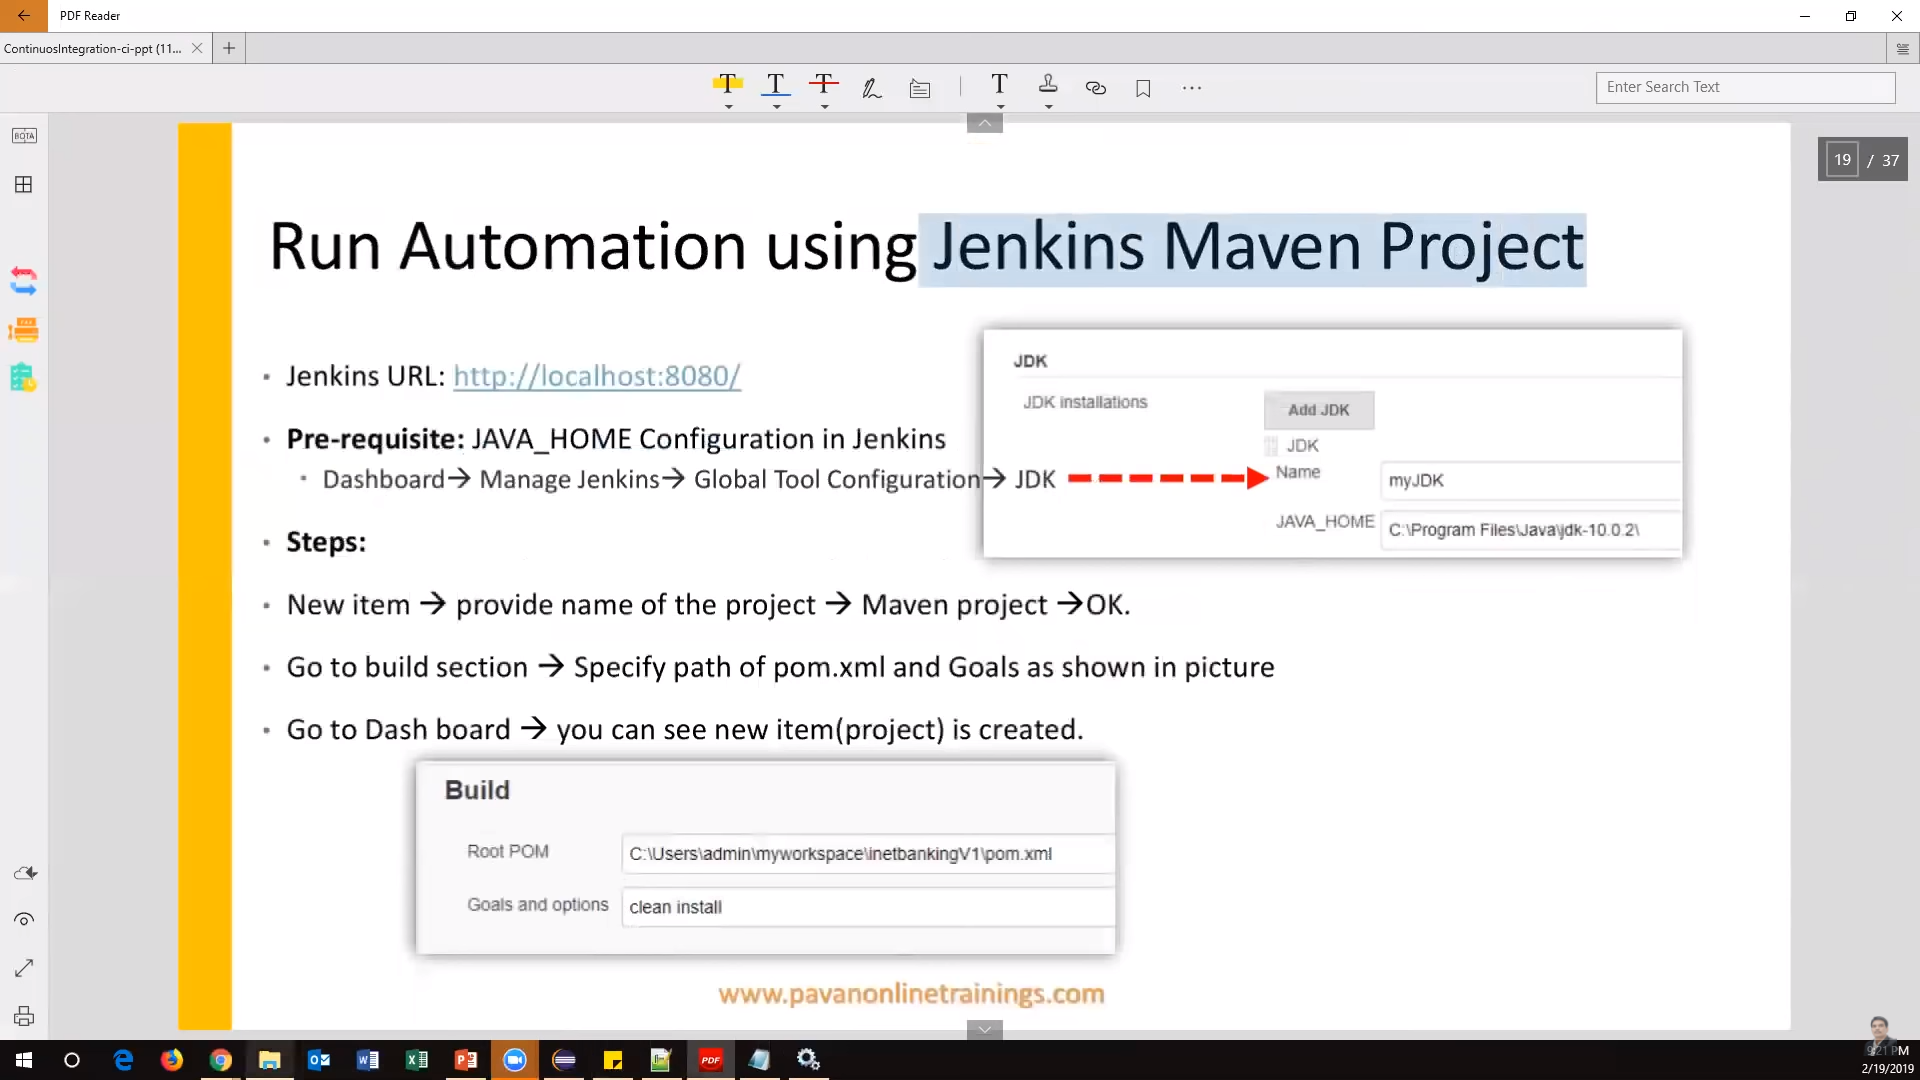 PDF Reader
ContinuosIntegration-ci-ppt (11...
Enter Search Text
BOTA
19 / 37
Run Automation using Jenkins Maven Project
• Jenkins URL: http://localhost:8080/
• Pre-requisite: JAVA_HOME Configuration in Jenkins
• Dashboard→ Manage Jenkins→ Global Tool Configuration→ JDK
JDK
JDK installations
Add JDK
JDK
Name
myJDK
JAVA_HOME
C:\Program Files\Java\jdk-10.0.2\
• Steps:
• New item → provide name of the project → Maven project →OK.
• Go to build section → Specify path of pom.xml and Goals as shown in picture
• Go to Dash board → you can see new item(project) is created.
Build
Root POM
C:\Users\admin\myworkspace\inetbankingV1\pom.xml
Goals and options
clean install
www.pavanonlinetrainings.com
PDF
9:21 PM
2/19/2019